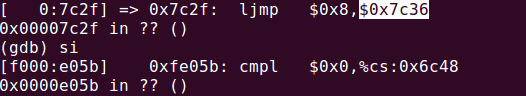 [   0:7c2f] => 0x7c2f:  ljmp   $0x8,$0x7c36
0x00007c2f in ?? ()
(gdb) si
[f000:e05b]    0xfe05b: cmpl   $0x0,%cs:0x6c48
0x0000e05b in ?? ()